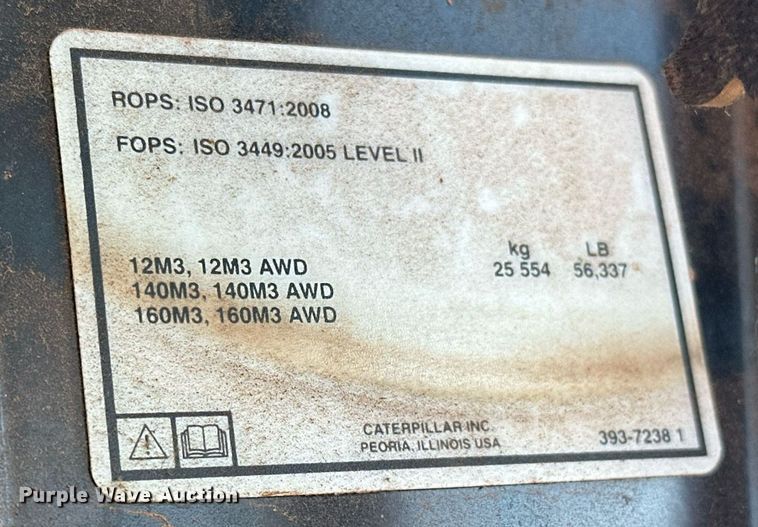 ROPS: ISO 3471:2008
FOPS: ISO 3449:2005 LEVEL II
kg LB
12M3, 12M3 AWD 25 554 56,337
140M3, 140M3 AWD
160M3, 160M3 AWD
CATERPILLAR INC.
PEORIA, ILLINOIS USA
393-7238 1
Purple Wave Auction